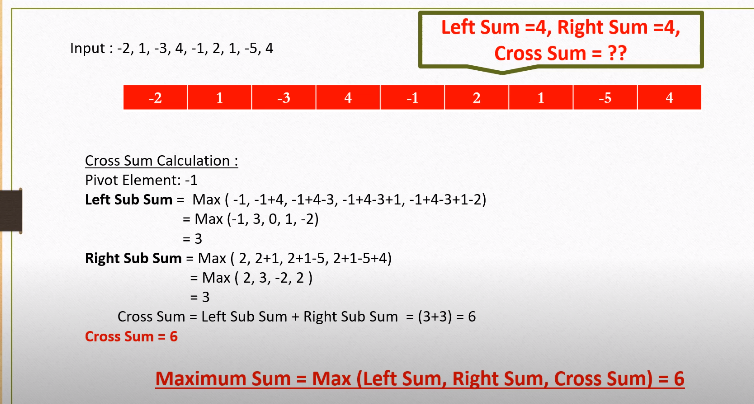 Left Sum =4, Right Sum =4,
Cross Sum = ??
Input : -2, 1, -3, 4, -1, 2, 1, -5, 4
-2 1 -3 4 -1 2 1 -5 4
Cross Sum Calculation :
Pivot Element: -1
Left Sub Sum = Max ( -1, -1+4, -1+4-3, -1+4-3+1, -1+4-3+1-2)
= Max (-1, 3, 0, 1, -2)
= 3
Right Sub Sum = Max ( 2, 2+1, 2+1-5, 2+1-5+4)
= Max ( 2, 3, -2, 2 )
= 3
Cross Sum = Left Sub Sum + Right Sub Sum = (3+3) = 6
Cross Sum = 6
Maximum Sum = Max (Left Sum, Right Sum, Cross Sum) = 6